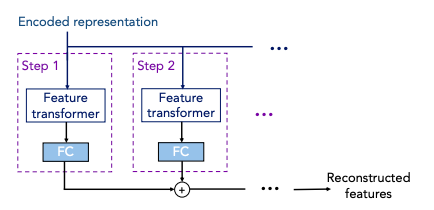 Encoded representation
...
Step 1
Step 2
Feature
transformer
Feature
transformer
...
FC
FC
+
...
Reconstructed
features